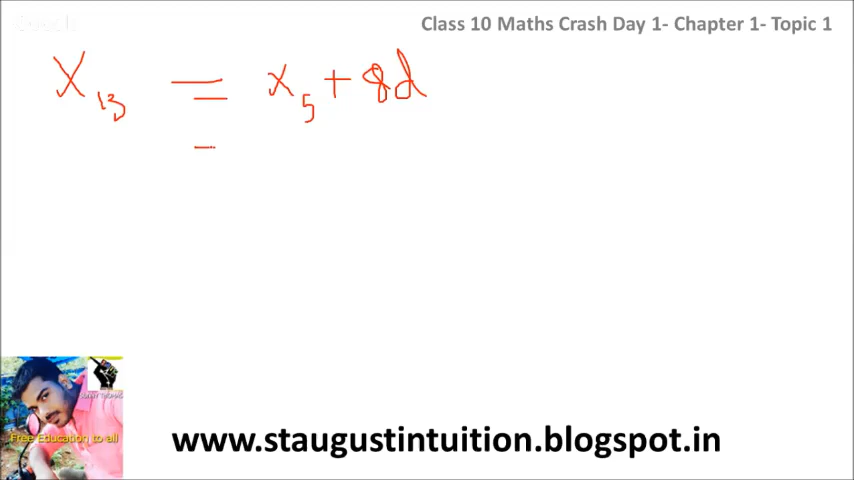 Class 10 Maths Crash Day 1- Chapter 1- Topic 1
X₁₃ = x₅ + 8d
=
Free Education to all
www.staugustintuition.blogspot.in